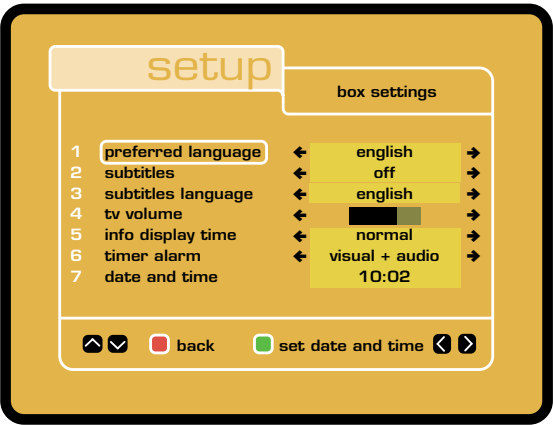 setup
box settings
1 preferred language english
2 subtitles off
3 subtitles language english
4 tv volume
5 info display time normal
6 timer alarm visual + audio
7 date and time 10:02
back set date and time